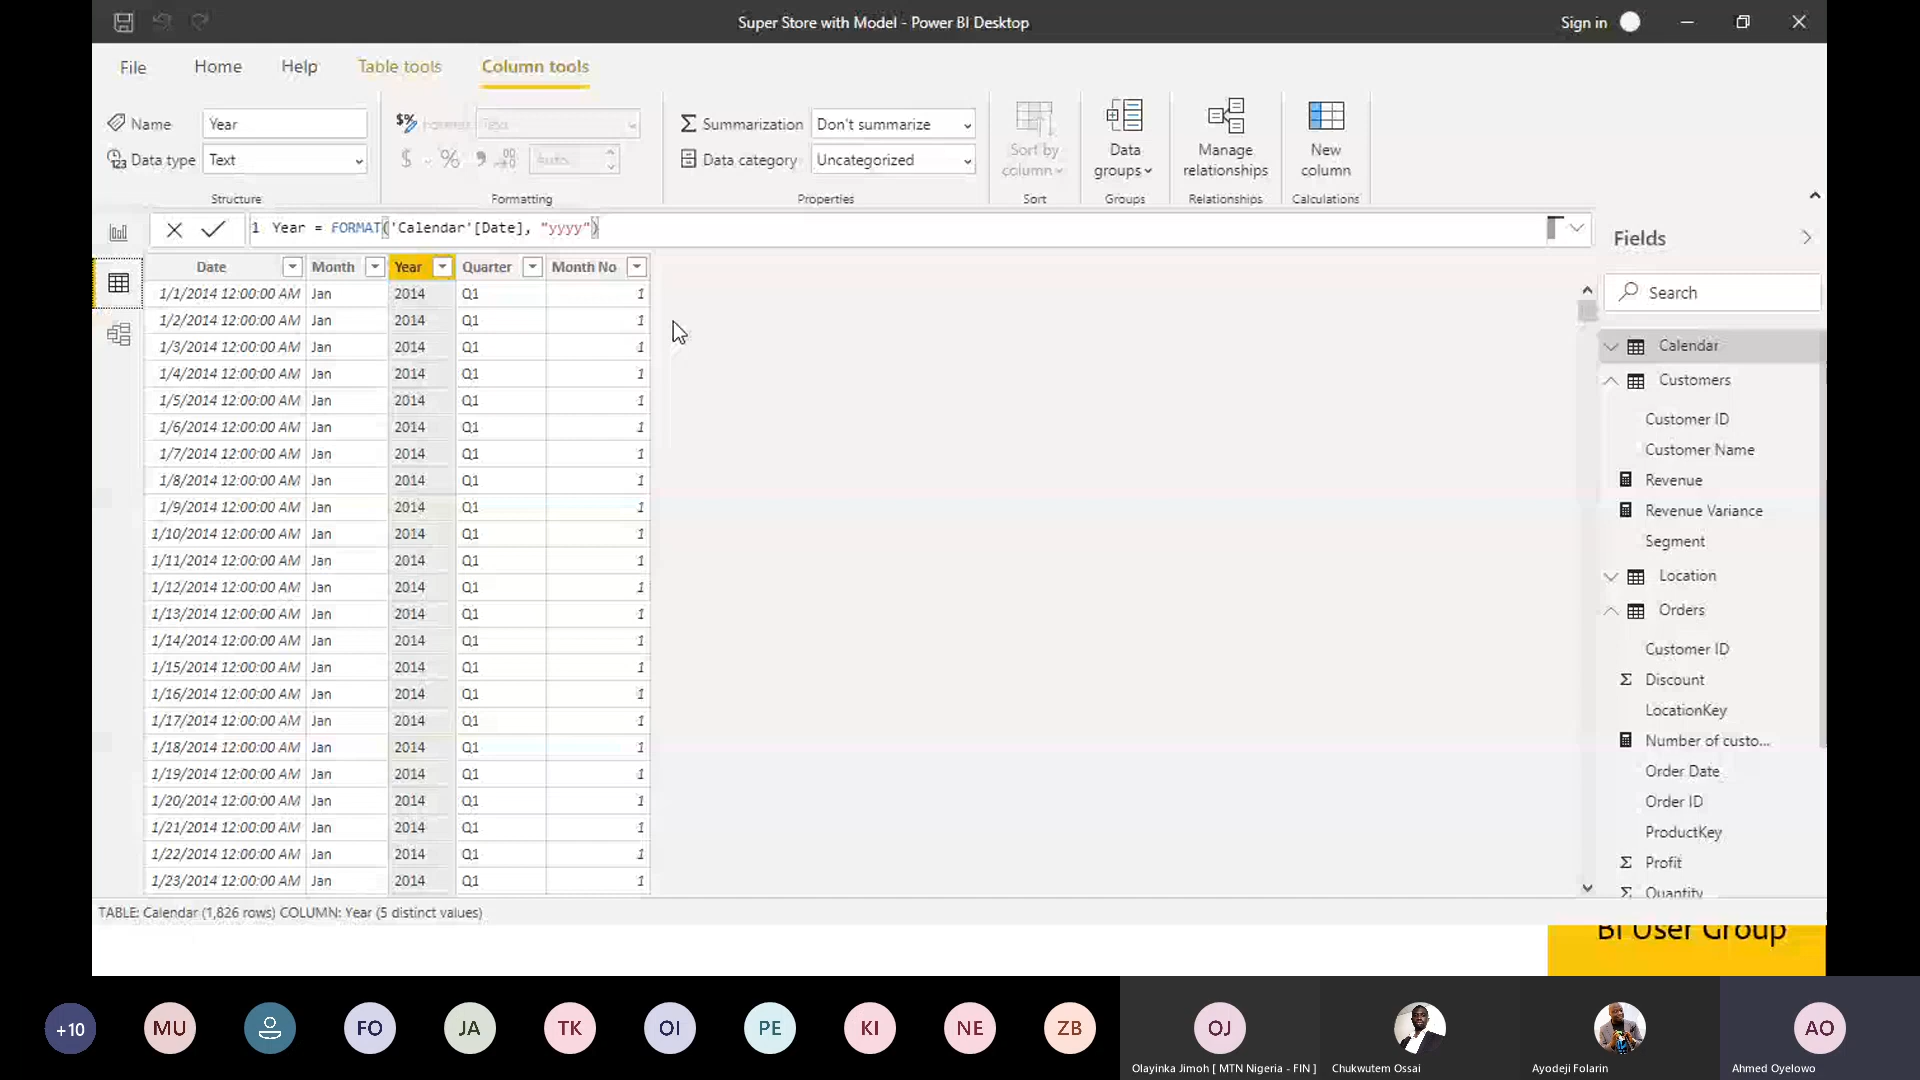 Super Store with Model - Power BI Desktop
Sign in
File Home Help Table tools Column tools
Name Year
Data type Text
Structure
$%
$ % 9 Auto
Formatting
Summarization Don't summarize
Data category Uncategorized
Properties
Sort by column
Sort
Data groups
Groups
Manage relationships
Relationships
New column
Calculations
1 Year = FORMAT('Calendar'[Date], "yyyy")
Date Month Year Quarter Month No
1/1/2014 12:00:00 AM Jan 2014 Q1 1
1/2/2014 12:00:00 AM Jan 2014 Q1 1
1/3/2014 12:00:00 AM Jan 2014 Q1 1
1/4/2014 12:00:00 AM Jan 2014 Q1 1
1/5/2014 12:00:00 AM Jan 2014 Q1 1
1/6/2014 12:00:00 AM Jan 2014 Q1 1
1/7/2014 12:00:00 AM Jan 2014 Q1 1
1/8/2014 12:00:00 AM Jan 2014 Q1 1
1/9/2014 12:00:00 AM Jan 2014 Q1 1
1/10/2014 12:00:00 AM Jan 2014 Q1 1
1/11/2014 12:00:00 AM Jan 2014 Q1 1
1/12/2014 12:00:00 AM Jan 2014 Q1 1
1/13/2014 12:00:00 AM Jan 2014 Q1 1
1/14/2014 12:00:00 AM Jan 2014 Q1 1
1/15/2014 12:00:00 AM Jan 2014 Q1 1
1/16/2014 12:00:00 AM Jan 2014 Q1 1
1/17/2014 12:00:00 AM Jan 2014 Q1 1
1/18/2014 12:00:00 AM Jan 2014 Q1 1
1/19/2014 12:00:00 AM Jan 2014 Q1 1
1/20/2014 12:00:00 AM Jan 2014 Q1 1
1/21/2014 12:00:00 AM Jan 2014 Q1 1
1/22/2014 12:00:00 AM Jan 2014 Q1 1
1/23/2014 12:00:00 AM Jan 2014 Q1 1
TABLE: Calendar (1,826 rows) COLUMN: Year (5 distinct values)
Fields
Search
Calendar
Customers
Customer ID
Customer Name
Revenue
Revenue Variance
Segment
Location
Orders
Customer ID
Σ Discount
LocationKey
Number of custo...
Order Date
Order ID
ProductKey
Σ Profit
Σ Quantity
BI User Group
+10 MU FO JA TK OI PE KI NE ZB OJ AO
Olayinka Jimoh [ MTN Nigeria - FIN ]
Chukwutem Ossai
Ayodeji Folarin
Ahmed Oyelowo